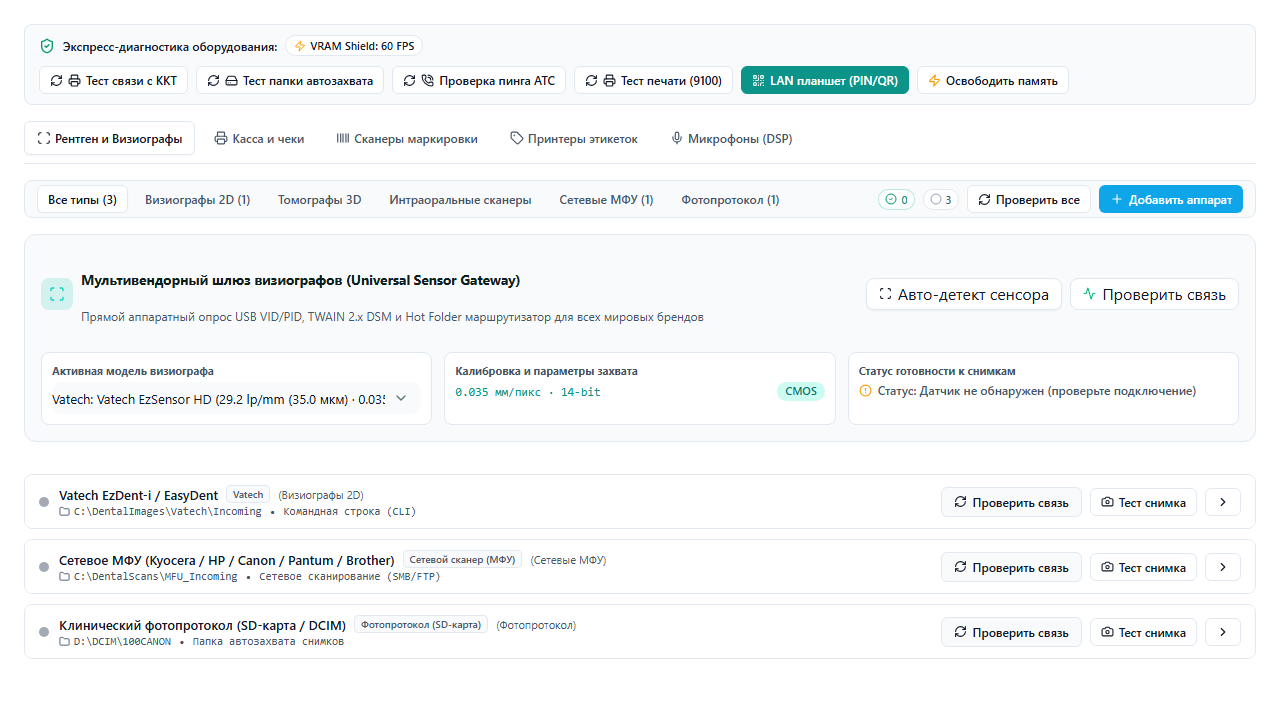 Экспресс-диагностика оборудования: VRAM Shield: 60 FPS
Тест связи с ККТ Тест папки автозахвата Проверка пинга АТС Тест печати (9100) LAN планшет (PIN/QR) Освободить память
Рентген и Визиографы Касса и чеки Сканеры маркировки Принтеры этикеток Микрофоны (DSP)
Все типы (3) Визиографы 2D (1) Томографы 3D Интраоральные сканеры Сетевые МФУ (1) Фотопротокол (1) 0 3 Проверить все + Добавить аппарат
Мультивендорный шлюз визиографов (Universal Sensor Gateway)
Авто-детект сенсора Проверить связь
Прямой аппаратный опрос USB VID/PID, TWAIN 2.x DSM и Hot Folder маршрутизатор для всех мировых брендов
Активная модель визиографа
Vatech: Vatech EzSensor HD (29.2 lp/mm (35.0 мкм) · 0.035
Калибровка и параметры захвата
0.035 мм/пикс · 14-bit CMOS
Статус готовности к снимкам
Статус: Датчик не обнаружен (проверьте подключение)
Vatech EzDent-i / EasyDent Vatech (Визиографы 2D)
C:\DentalImages\Vatech\Incoming • Командная строка (CLI)
Проверить связь Тест снимка
Сетевое МФУ (Kyocera / HP / Canon / Pantum / Brother) Сетевой сканер (МФУ) (Сетевые МФУ)
C:\DentalScans\MFU_Incoming • Сетевое сканирование (SMB/FTP)
Проверить связь Тест снимка
Клинический фотопротокол (SD-карта / DCIM) Фотопротокол (SD-карта) (Фотопротокол)
D:\DCIM\100CANON • Папка автозахвата снимков
Проверить связь Тест снимка